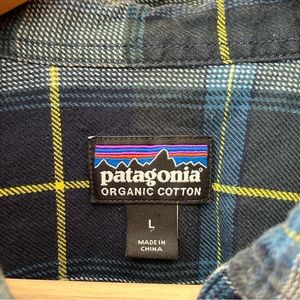 patagonia®
ORGANIC COTTON
L
MADE IN
CHINA